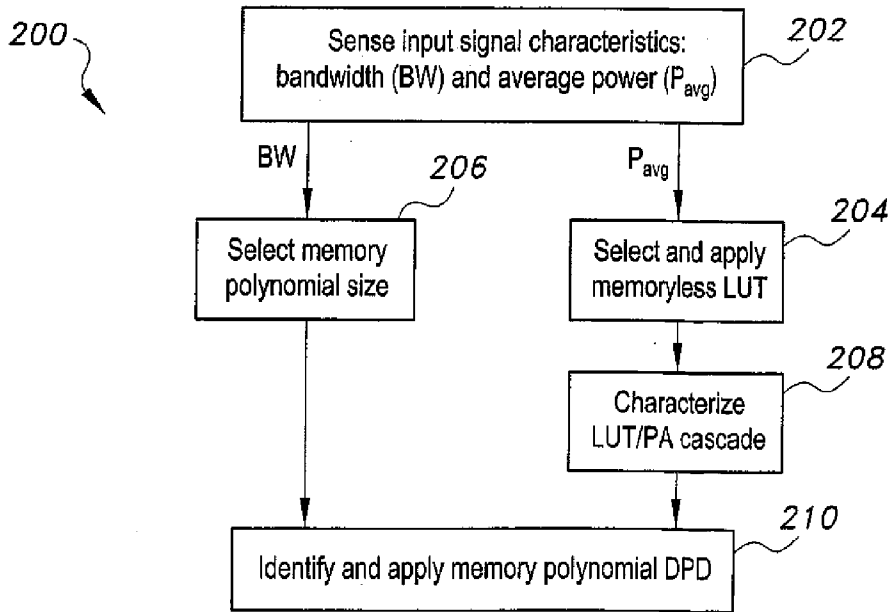 200
Sense input signal characteristics:
bandwidth (BW) and average power (Pavg)
202
BW
Pavg
206
Select memory
polynomial size
204
Select and apply
memoryless LUT
208
Characterize
LUT/PA cascade
210
Identify and apply memory polynomial DPD